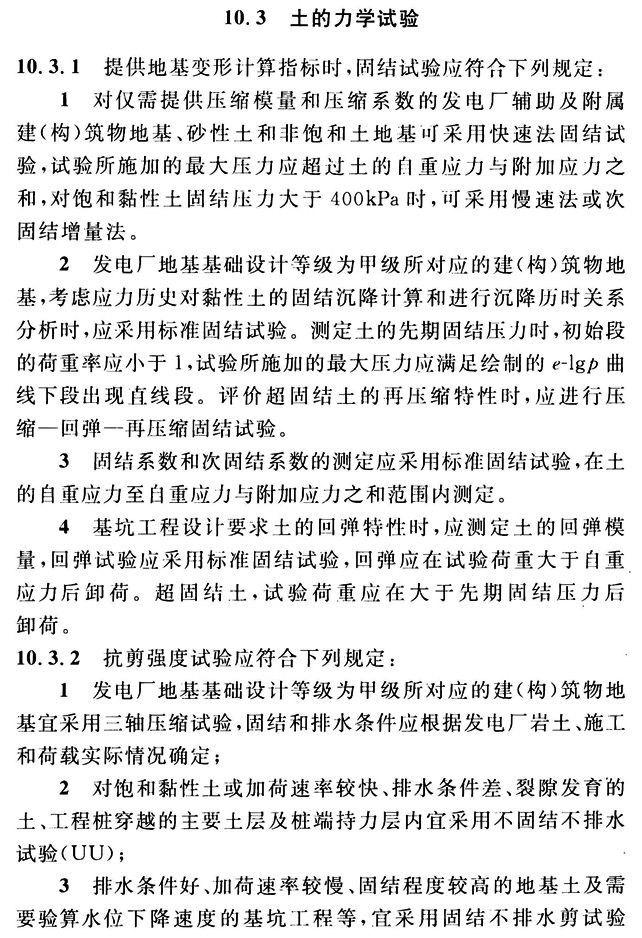 10.3 土的力学试验
10.3.1 提供地基变形计算指标时,固结试验应符合下列规定:
1 对仅需提供压缩模量和压缩系数的发电厂辅助及附属
建(构)筑物地基、砂性土和非饱和土地基可采用快速法固结试
验,试验所施加的最大压力应超过土的自重应力与附加应力之
和,对饱和黏性土固结压力大于400kPa时,可采用慢速法或次
固结增量法。
2 发电厂地基基础设计等级为甲级所对应的建(构)筑物地
基,考虑应力历史对黏性土的固结沉降计算和进行沉降历时关系
分析时,应采用标准固结试验。测定土的先期固结压力时,初始段
的荷重率应小于1,试验所施加的最大压力应满足绘制的e-lgp曲
线下段出现直线段。评价超固结土的再压缩特性时,应进行压
缩—回弹—再压缩固结试验。
3 固结系数和次固结系数的测定应采用标准固结试验,在土
的自重应力至自重应力与附加应力之和范围内测定。
4 基坑工程设计要求土的回弹特性时,应测定土的回弹模
量,回弹试验应采用标准固结试验,回弹应在试验荷重大于自重
应力后卸荷。超固结土,试验荷重应在大于先期固结压力后
卸荷。
10.3.2 抗剪强度试验应符合下列规定:
1 发电厂地基基础设计等级为甲级所对应的建(构)筑物地
基宜采用三轴压缩试验,固结和排水条件应根据发电厂岩土、施工
和荷载实际情况确定;
2 对饱和黏性土或加荷速率较快、排水条件差、裂隙发育的
土、工程桩穿越的主要土层及桩端持力层内宜采用不固结不排水
试验(UU);
3 排水条件好、加荷速率较慢、固结程度较高的地基土及需
要验算水位下降速度的基坑工程等,宜采用固结不排水剪试验